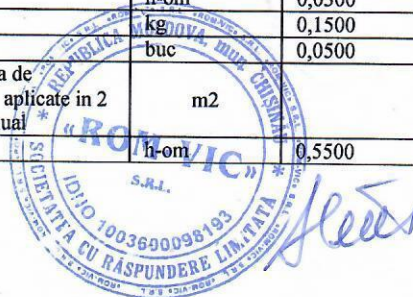 h-om 0,0500
kg 0,1500
buc 0,0500
a de
aplicate in 2 m2
ual
h-om 0,5500
REPUBLICA MOLDOVA, mun. CHIŞINĂU
« ROM-VIC »
S.R.L.
IDNO 1003600098193
SOCIETATEA CU RĂSPUNDERE LIMITATĂ